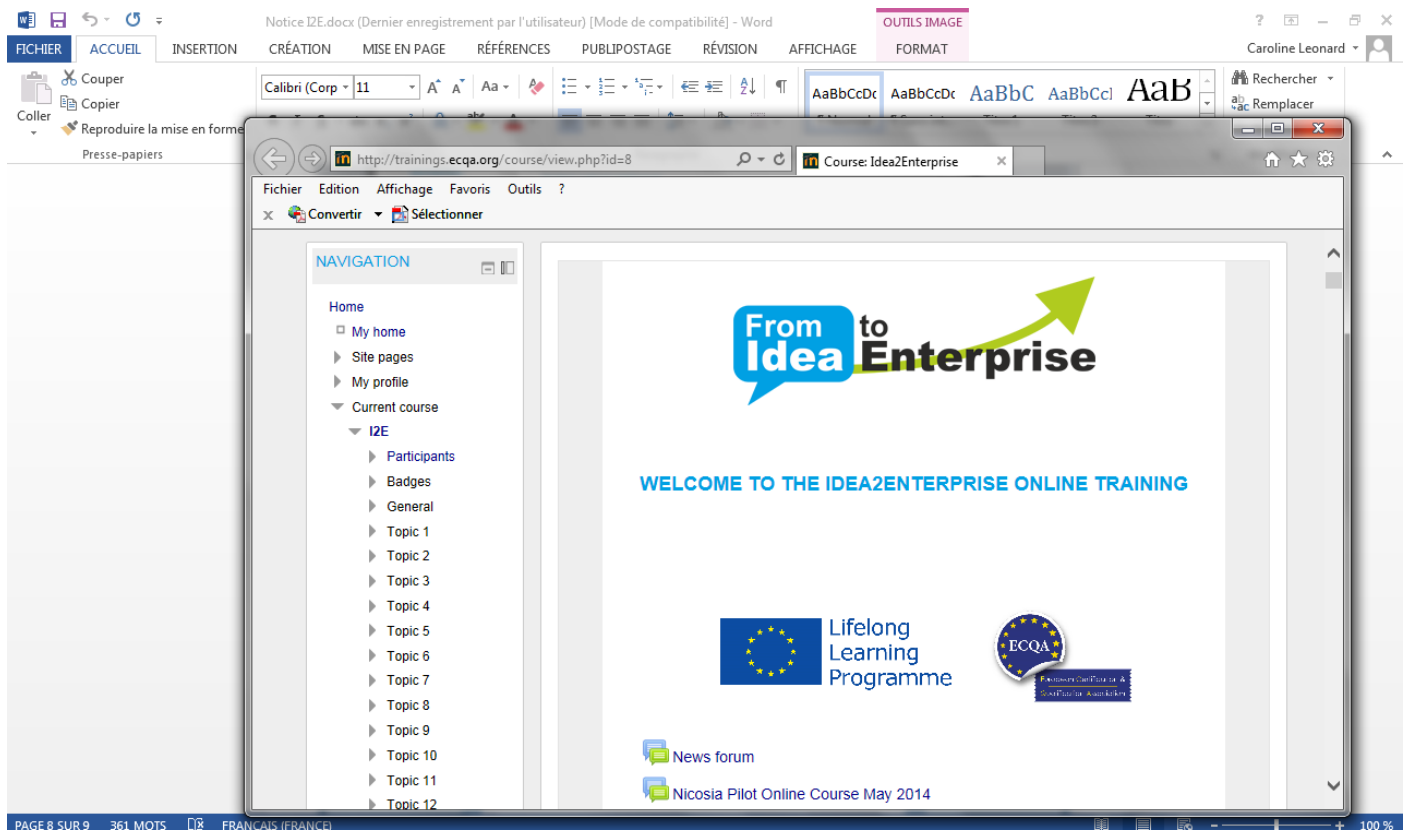 Notice I2E.docx (Dernier enregistrement par l'utilisateur) [Mode de compatibilité] - Word
OUTILS IMAGE
?
FICHIER ACCUEIL INSERTION CRÉATION MISE EN PAGE RÉFÉRENCES PUBLIPOSTAGE RÉVISION AFFICHAGE FORMAT
Caroline Leonard
Coller
Couper
Copier
Reproduire la mise en forme
Presse-papiers
Calibri (Corp 11
Aa
AaBbCcDc AaBbCcDc AaBbC AaBbCcl AaB
Rechercher
Remplacer
http://trainings.ecqa.org/course/view.php?id=8
Course: Idea2Enterprise
Fichier Edition Affichage Favoris Outils ?
x Convertir Sélectionner
NAVIGATION
Home
My home
Site pages
My profile
Current course
I2E
Participants
Badges
General
Topic 1
Topic 2
Topic 3
Topic 4
Topic 5
Topic 6
Topic 7
Topic 8
Topic 9
Topic 10
Topic 11
Topic 12
From to
Idea Enterprise
WELCOME TO THE IDEA2ENTERPRISE ONLINE TRAINING
Lifelong
Learning
Programme
ECQA
European Certification &
Qualification Association
News forum
Nicosia Pilot Online Course May 2014
PAGE 8 SUR 9 361 MOTS FRANÇAIS (FRANCE)
100 %